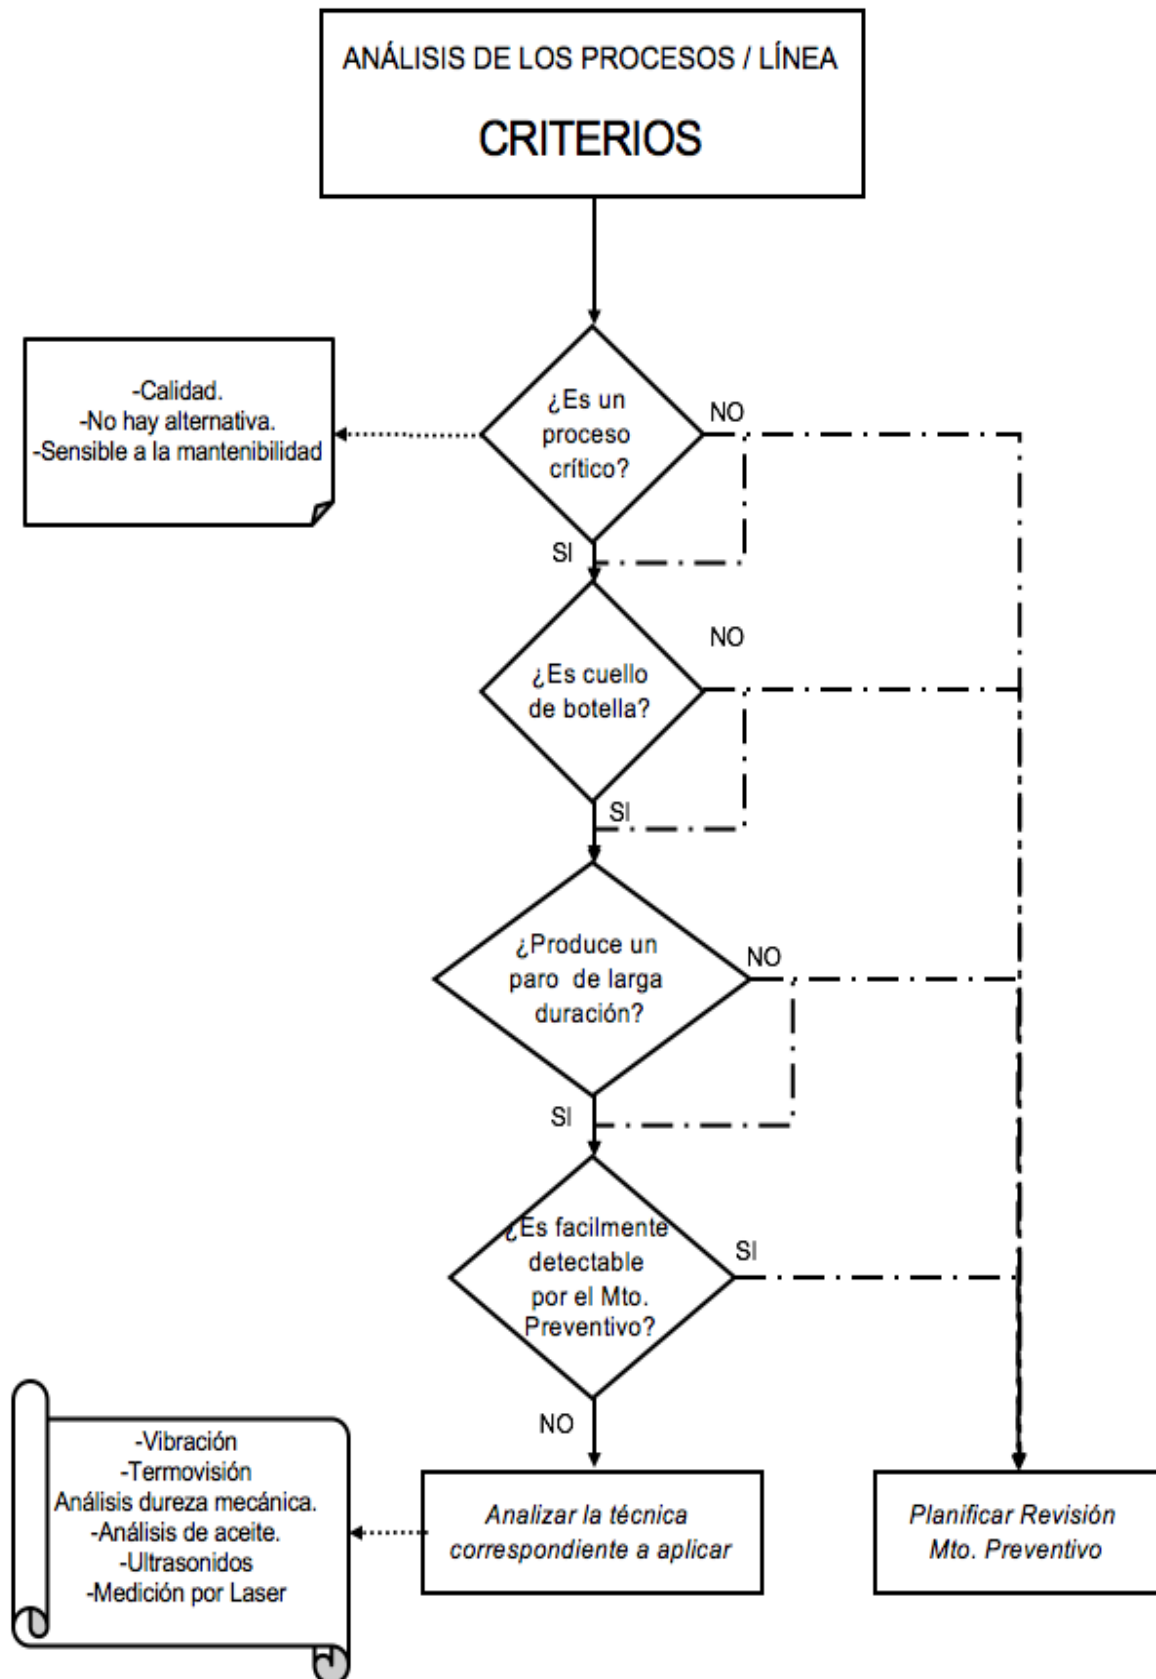 ANÁLISIS DE LOS PROCESOS / LÍNEA
CRITERIOS
-Calidad.
-No hay alternativa.
-Sensible a la mantenibilidad
¿Es un
proceso
crítico?
NO
SI
¿Es cuello
de botella?
NO
SI
¿Produce un
paro de larga
duración?
NO
SI
¿Es facilmente
detectable
por el Mto.
Preventivo?
SI
NO
-Vibración
-Termovisión
Análisis dureza mecánica.
-Análisis de aceite.
-Ultrasonidos
-Medición por Laser
Analizar la técnica
correspondiente a aplicar
Planificar Revisión
Mto. Preventivo